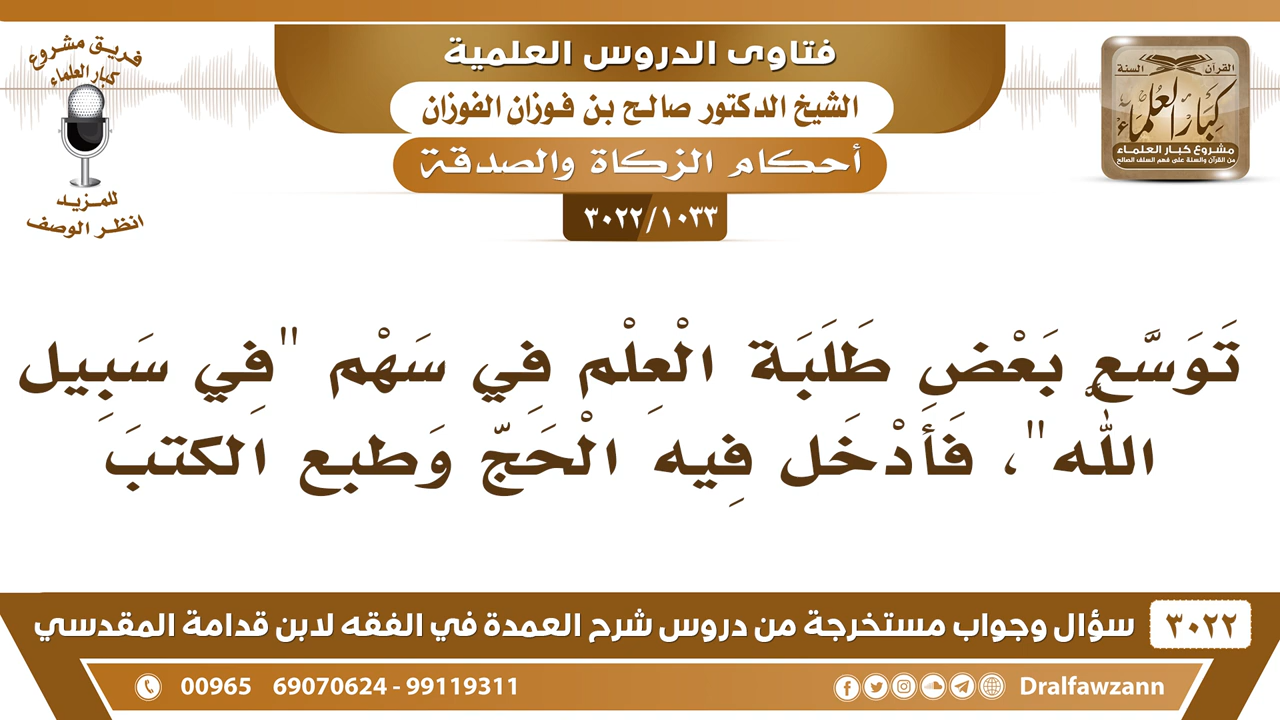 فتاوى الدروس العلمية
الشيخ الدكتور صالح بن فوزان الفوزان
أحكام الزكاة والصدقة
٣٠٢٢/١٠٣٣
فريق مشروع
كبار العلماء
للمزيد
انظر الوصف
القرآن السنة
كبار العلماء
مشروع كبار العلماء
من القرآن والسنة على فهم السلف الصالح
تَوَسَّع بَعْض طَلَبَة الْعِلْم فِي سَهْم "فِي سَبِيل
اللَّه"، فَأَدْخَل فِيهِ الْحَجّ وَطبع الكتب
سؤال وجواب مستخرجة من دروس شرح العمدة في الفقه لابن قدامة المقدسي
٣٠٢٢
00965 69070624 - 99119311
Dralfawzann